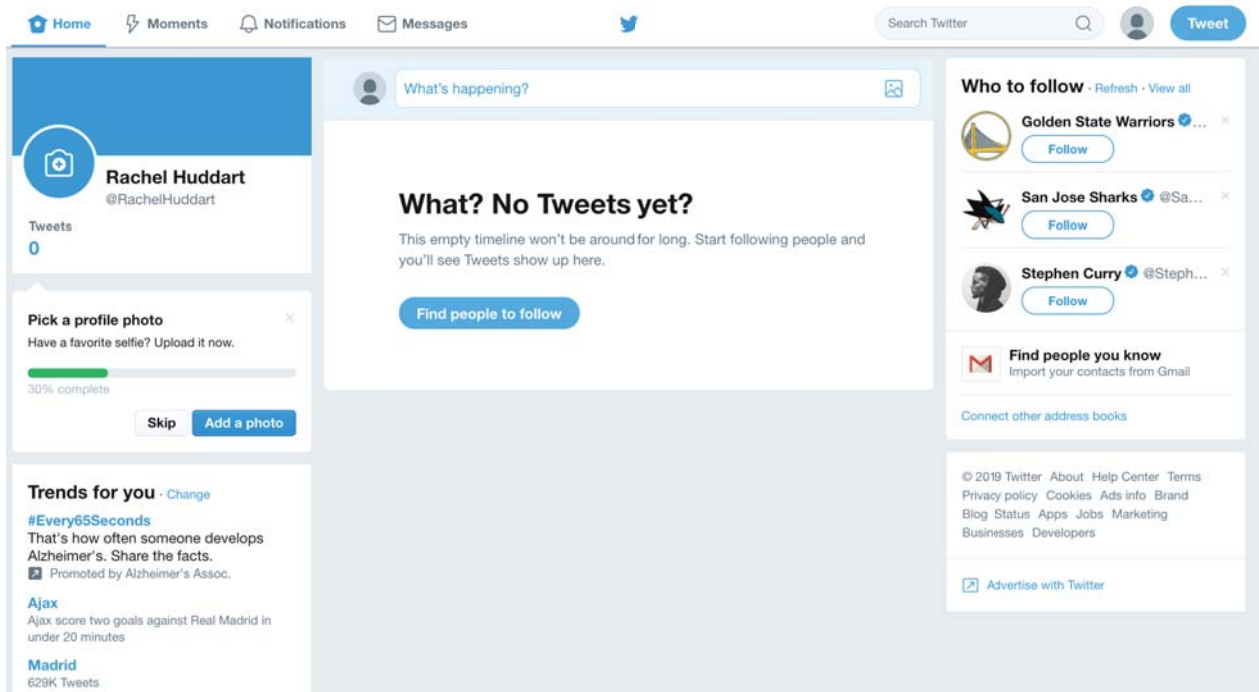 Home Moments Notifications Messages Search Twitter Tweet
Rachel Huddart
@RachelHuddart
Tweets
0
Pick a profile photo
Have a favorite selfie? Upload it now.
30% complete
Skip Add a photo
Trends for you · Change
#Every65Seconds
That's how often someone develops
Alzheimer's. Share the facts.
Promoted by Alzheimer's Assoc.
Ajax
Ajax score two goals against Real Madrid in
under 20 minutes
Madrid
629K Tweets
What's happening?
What? No Tweets yet?
This empty timeline won't be around for long. Start following people and
you'll see Tweets show up here.
Find people to follow
Who to follow · Refresh · View all
Golden State Warriors ...
Follow
San Jose Sharks @Sa...
Follow
Stephen Curry @Steph...
Follow
Find people you know
Import your contacts from Gmail
Connect other address books
© 2019 Twitter About Help Center Terms
Privacy policy Cookies Ads info Brand
Blog Status Apps Jobs Marketing
Businesses Developers
Advertise with Twitter